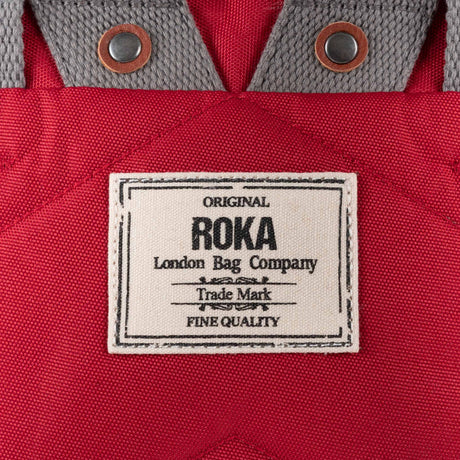 ORIGINAL
ROKA
London Bag Company
Trade Mark
FINE QUALITY